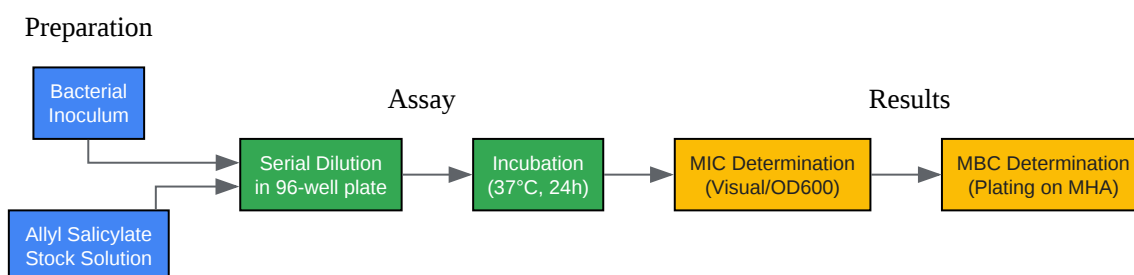 Preparation
Bacterial
Inoculum
Allyl Salicylate
Stock Solution
Assay
Serial Dilution
in 96-well plate
Incubation
(37°C, 24h)
Results
MIC Determination
(Visual/OD600)
MBC Determination
(Plating on MHA)